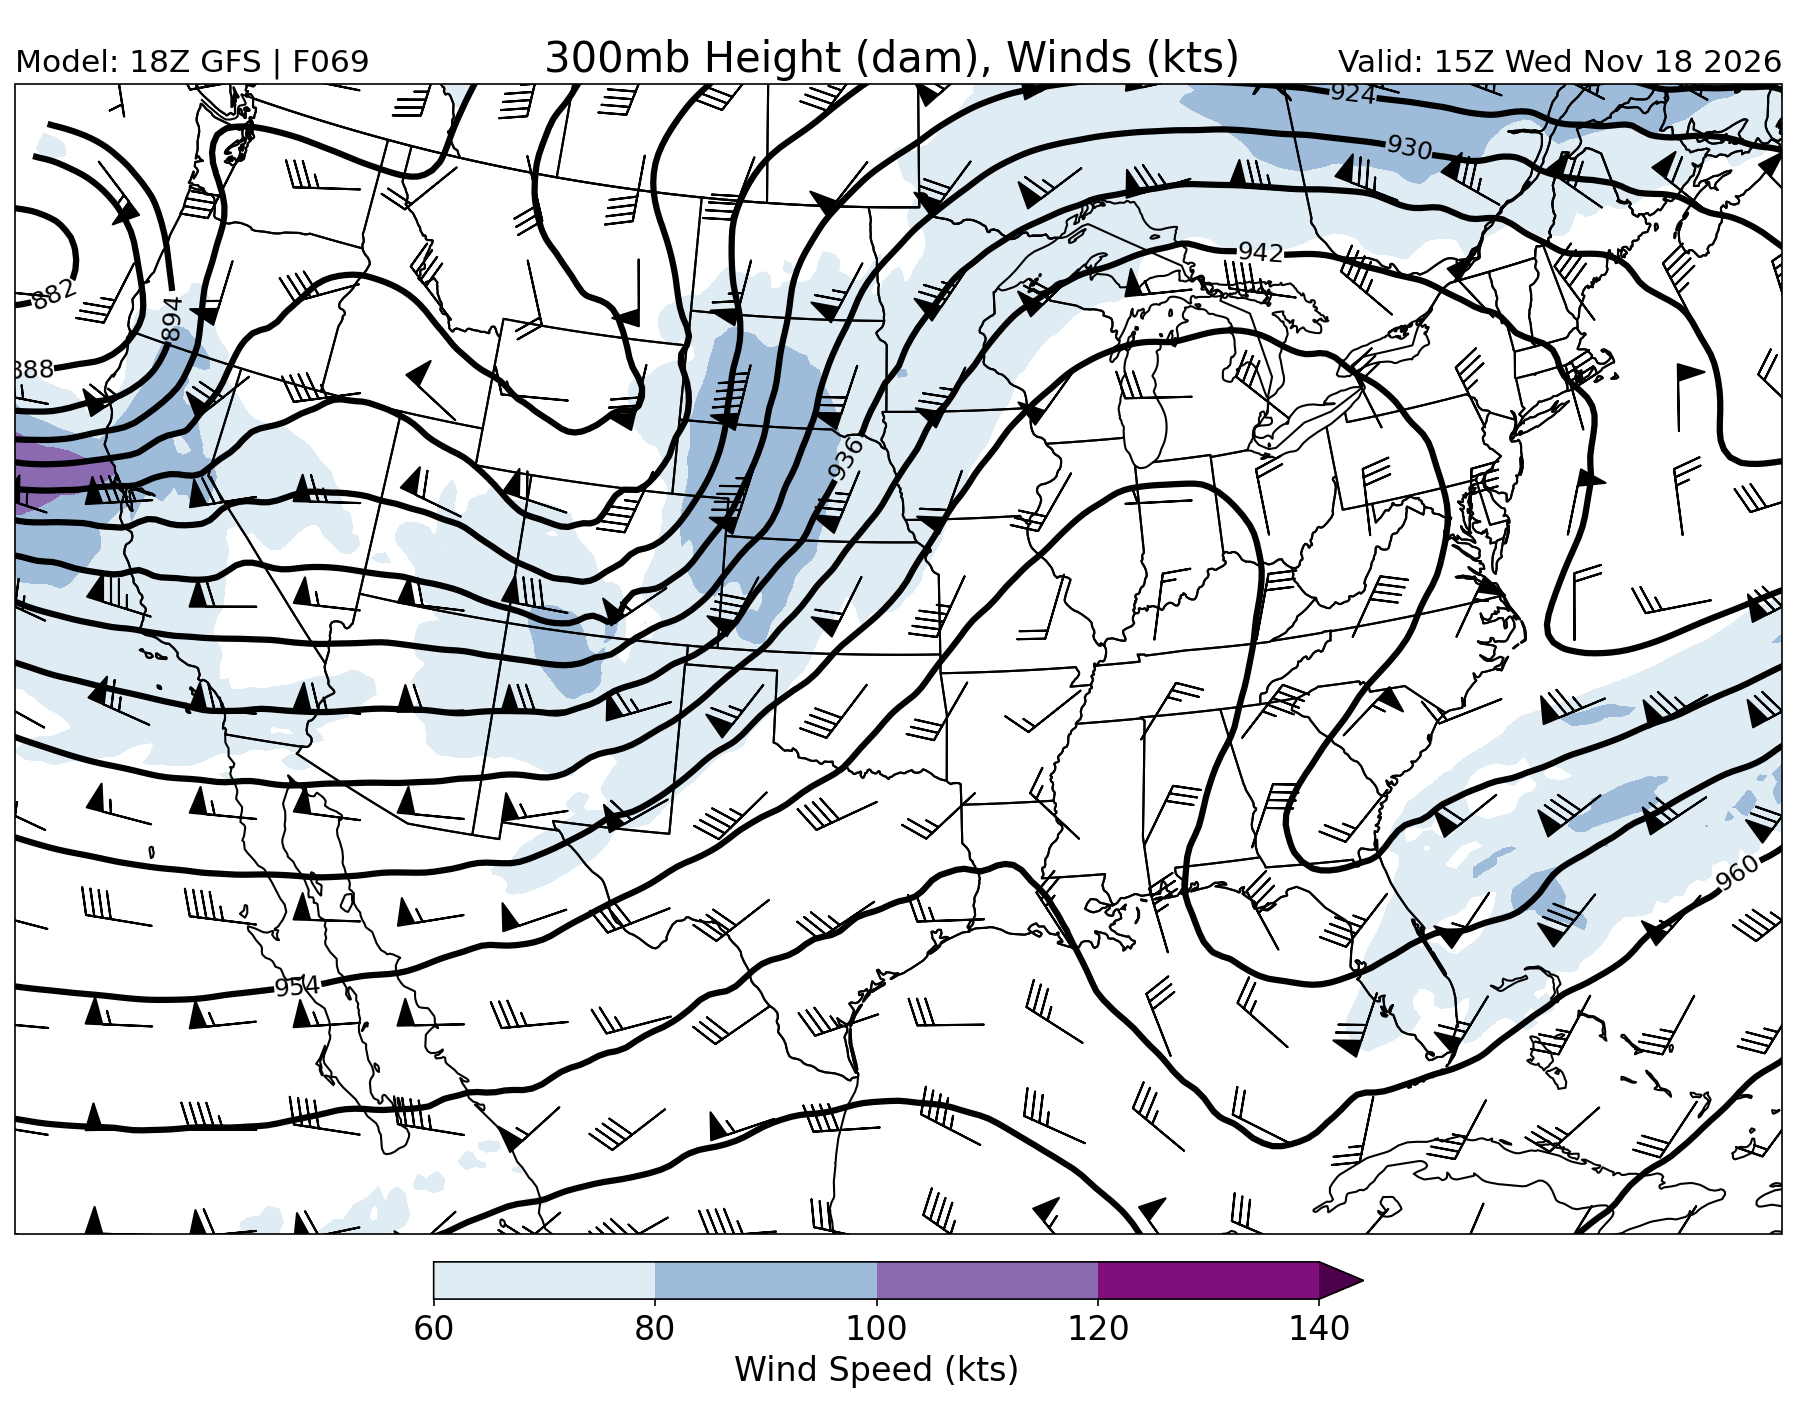 Model: 18Z GFS | F069
300mb Height (dam), Winds (kts)
Valid: 15Z Wed Nov 18 2026
924
930
942
882
894
888
936
960
954
60 80 100 120 140
Wind Speed (kts)